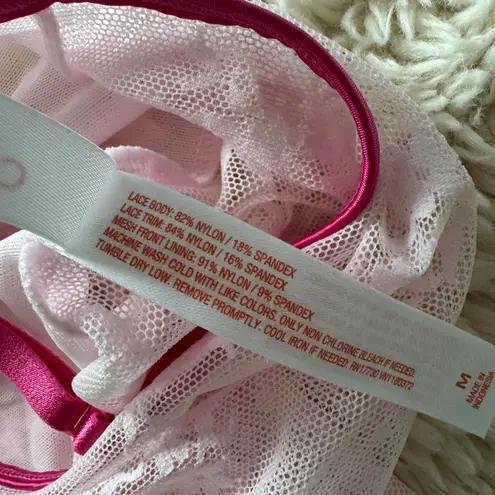 LACE BODY: 82% NYLON / 18% SPANDEX
LACE TRIM: 84% NYLON / 16% SPANDEX
MESH FRONT LINING: 91% NYLON / 9% SPANDEX
MACHINE WASH COLD WITH LIKE COLORS. ONLY NON CHLORINE BLEACH IF NEEDED.
TUMBLE DRY LOW. REMOVE PROMPTLY. COOL IRON IF NEEDED. RN17730 VN1180372
M
MADE IN
INDONESIA